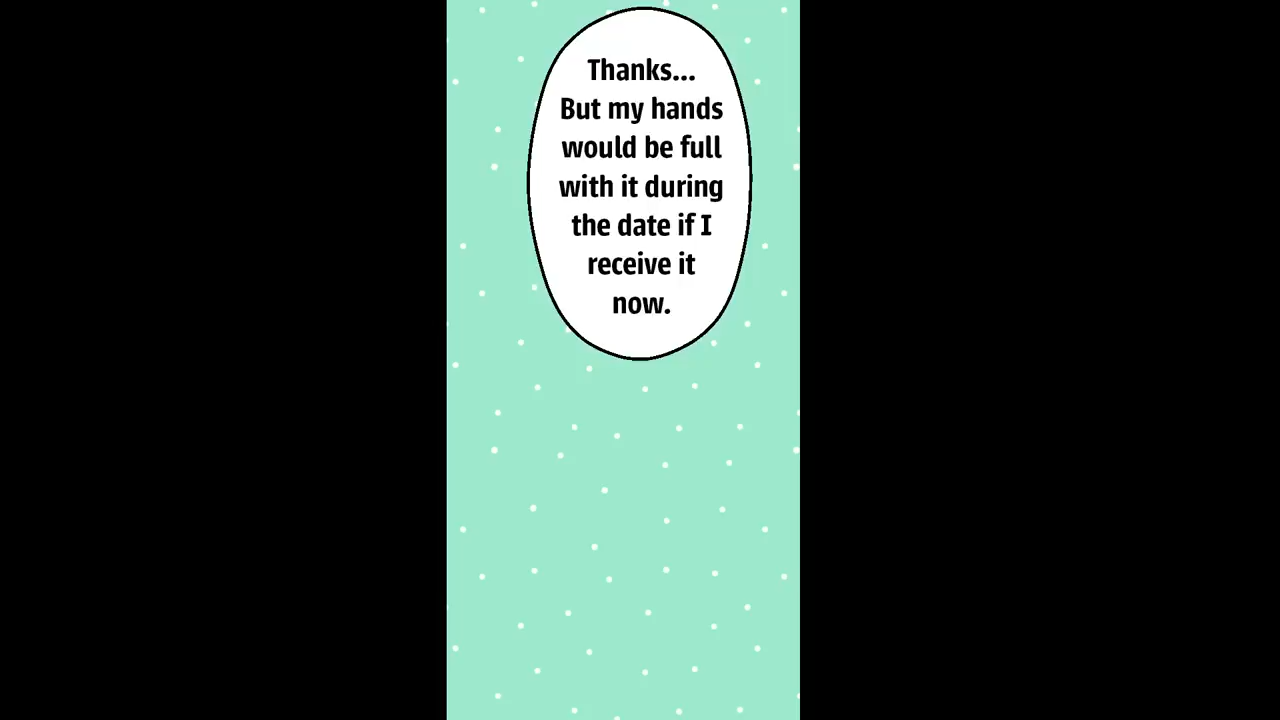 Thanks...
But my hands
would be full
with it during
the date if I
receive it
now.